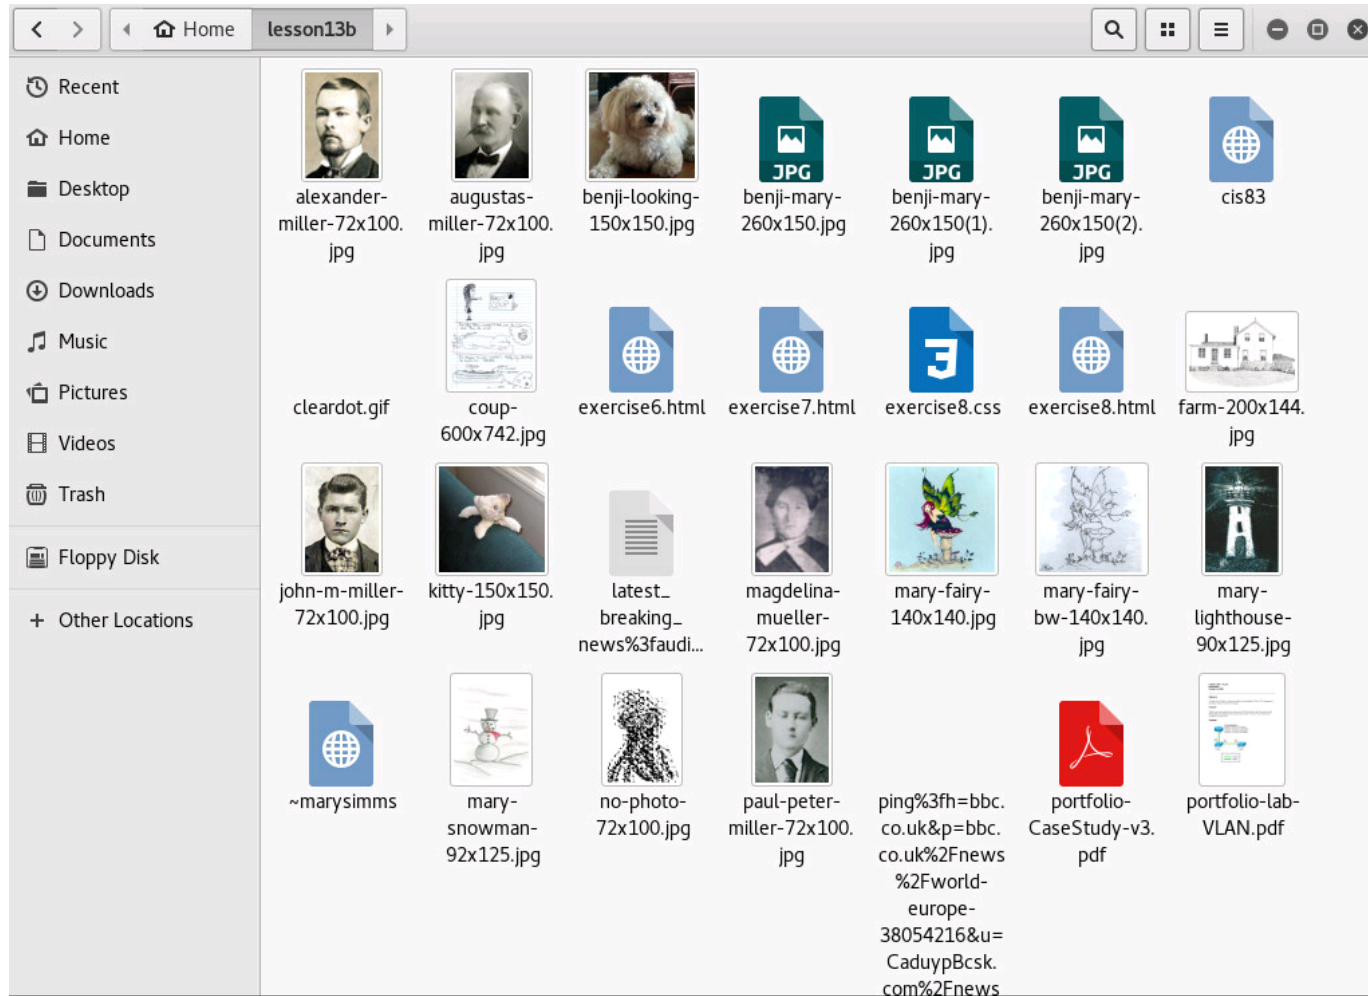 Home
lesson13b
Recent
Home
Desktop
Documents
Downloads
Music
Pictures
Videos
Trash
Floppy Disk
+ Other Locations
alexander-
miller-72x100.
jpg
augustas-
miller-72x100.
jpg
benji-looking-
150x150.jpg
JPG
benji-mary-
260x150.jpg
JPG
benji-mary-
260x150(1).
jpg
JPG
benji-mary-
260x150(2).
jpg
cis83
cleardot.gif
coup-
600x742.jpg
exercise6.html
exercise7.html
3
exercise8.css
exercise8.html
farm-200x144.
jpg
john-m-miller-
72x100.jpg
kitty-150x150.
jpg
latest_
breaking_
news%3faudi...
magdelina-
mueller-
72x100.jpg
mary-fairy-
140x140.jpg
mary-fairy-
bw-140x140.
jpg
mary-
lighthouse-
90x125.jpg
~marysimms
mary-
snowman-
92x125.jpg
no-photo-
72x100.jpg
paul-peter-
miller-72x100.
jpg
ping%3fh=bbc.
co.uk&p=bbc.
co.uk%2Fnews
%2Fworld-
europe-
38054216&u=
CaduypBcsk.
com%2Fnews
portfolio-
CaseStudy-v3.
pdf
portfolio-lab-
VLAN.pdf